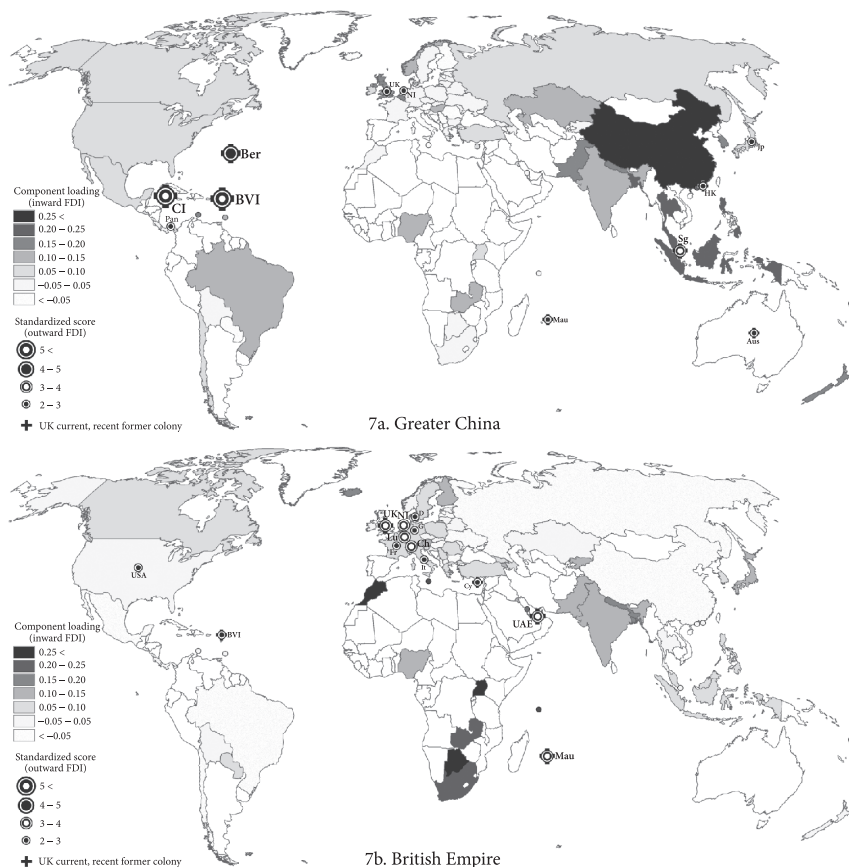 UK
NI
Jp
Ber
BVI
CI
Pan
HK
Sg
Mau
Aus
Component loading
(inward FDI)
0.25 <
0.20 – 0.25
0.15 – 0.20
0.10 – 0.15
0.05 – 0.10
–0.05 – 0.05
< –0.05
Standardized score
(outward FDI)
5 <
4 – 5
3 – 4
2 – 3
UK current, recent former colony
7a. Greater China
UK
NI
D
G
Lu
Ch
It
Cy
USA
BVI
UAE
Mau
Component loading
(inward FDI)
0.25 <
0.20 – 0.25
0.15 – 0.20
0.10 – 0.15
0.05 – 0.10
–0.05 – 0.05
< –0.05
Standardized score
(outward FDI)
5 <
4 – 5
3 – 4
2 – 3
UK current, recent former colony
7b. British Empire